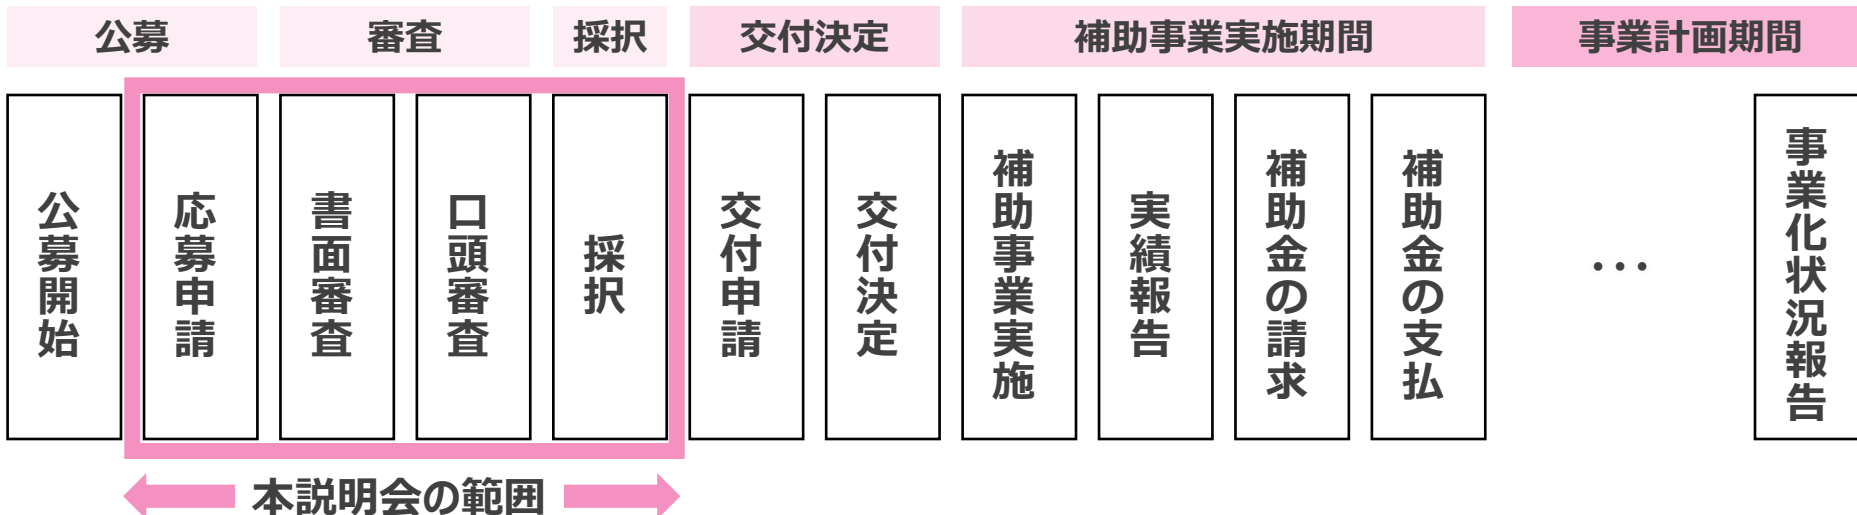 公募
審査
採択
交付決定
補助事業実施期間
事業計画期間
公募開始
応募申請
書面審査
口頭審査
採択
交付申請
交付決定
補助事業実施
実績報告
補助金の請求
補助金の支払
…
事業化状況報告
本説明会の範囲